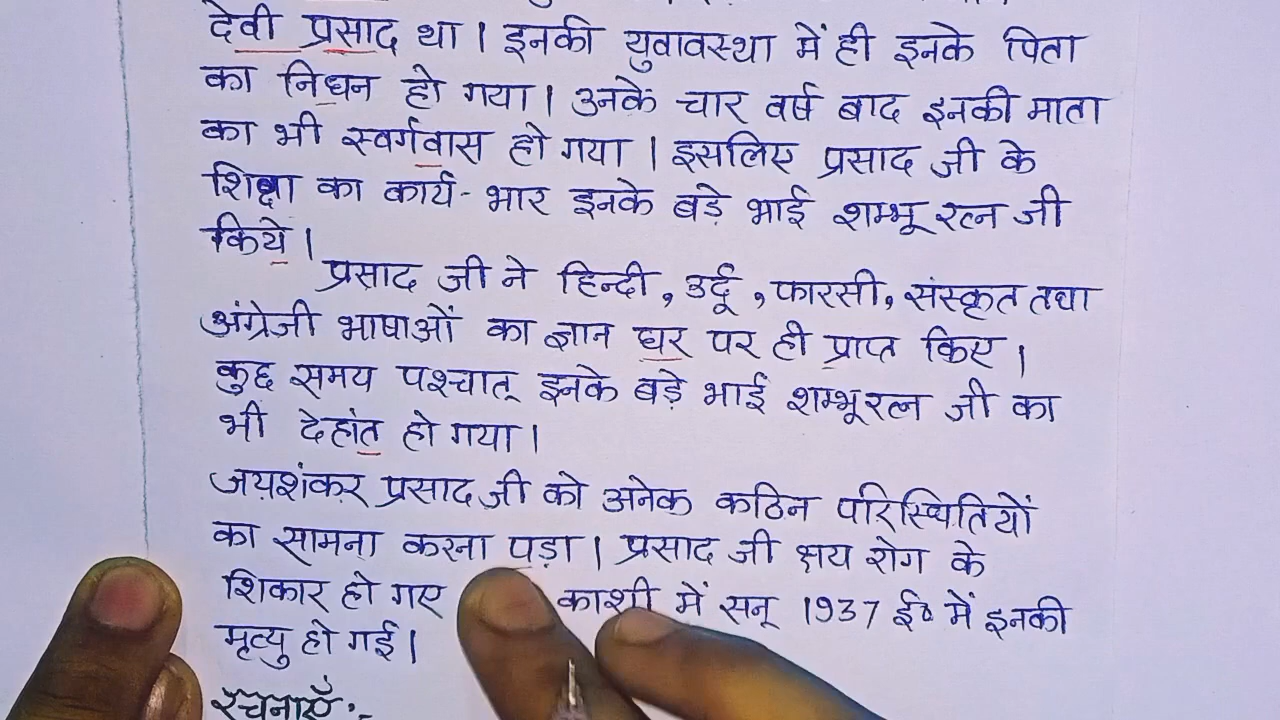 देवी प्रसाद था। इनकी युवावस्था में ही इनके पिता
का निधन हो गया। उनके चार वर्ष बाद इनकी माता
का भी स्वर्गवास हो गया। इसलिए प्रसाद जी के
शिक्षा का कार्य-भार इनके बड़े भाई शम्भू रत्न जी
किये।
प्रसाद जी ने हिन्दी, उर्दू, फारसी, संस्कृत तथा
अंग्रेजी भाषाओं का ज्ञान घर पर ही प्राप्त किए।
कुछ समय पश्चात् इनके बड़े भाई शम्भूरत्न जी का
भी देहांत हो गया।
जयशंकर प्रसाद जी को अनेक कठिन परिस्थितियों
का सामना करना पड़ा। प्रसाद जी क्षय रोग के
शिकार हो गए काशी में सन् 1937 ई० में इनकी
मृत्यु हो गई।
रचनाएँ:-